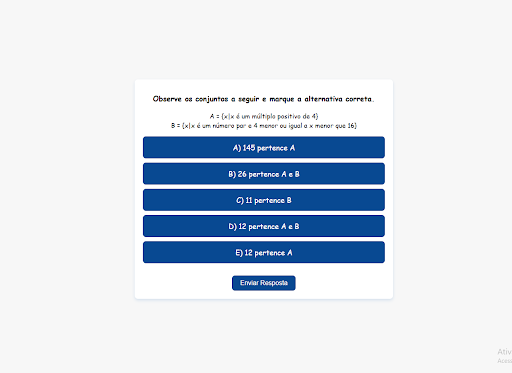 Observe os conjuntos a seguir e marque a alternativa correta.
A = {x|x é um múltiplo positivo de 4}
B = {x|x é um número par e 4 menor ou igual a x menor que 16}
A) 145 pertence A
B) 26 pertence A e B
C) 11 pertence B
D) 12 pertence A e B
E) 12 pertence A
Enviar Resposta
Ativ